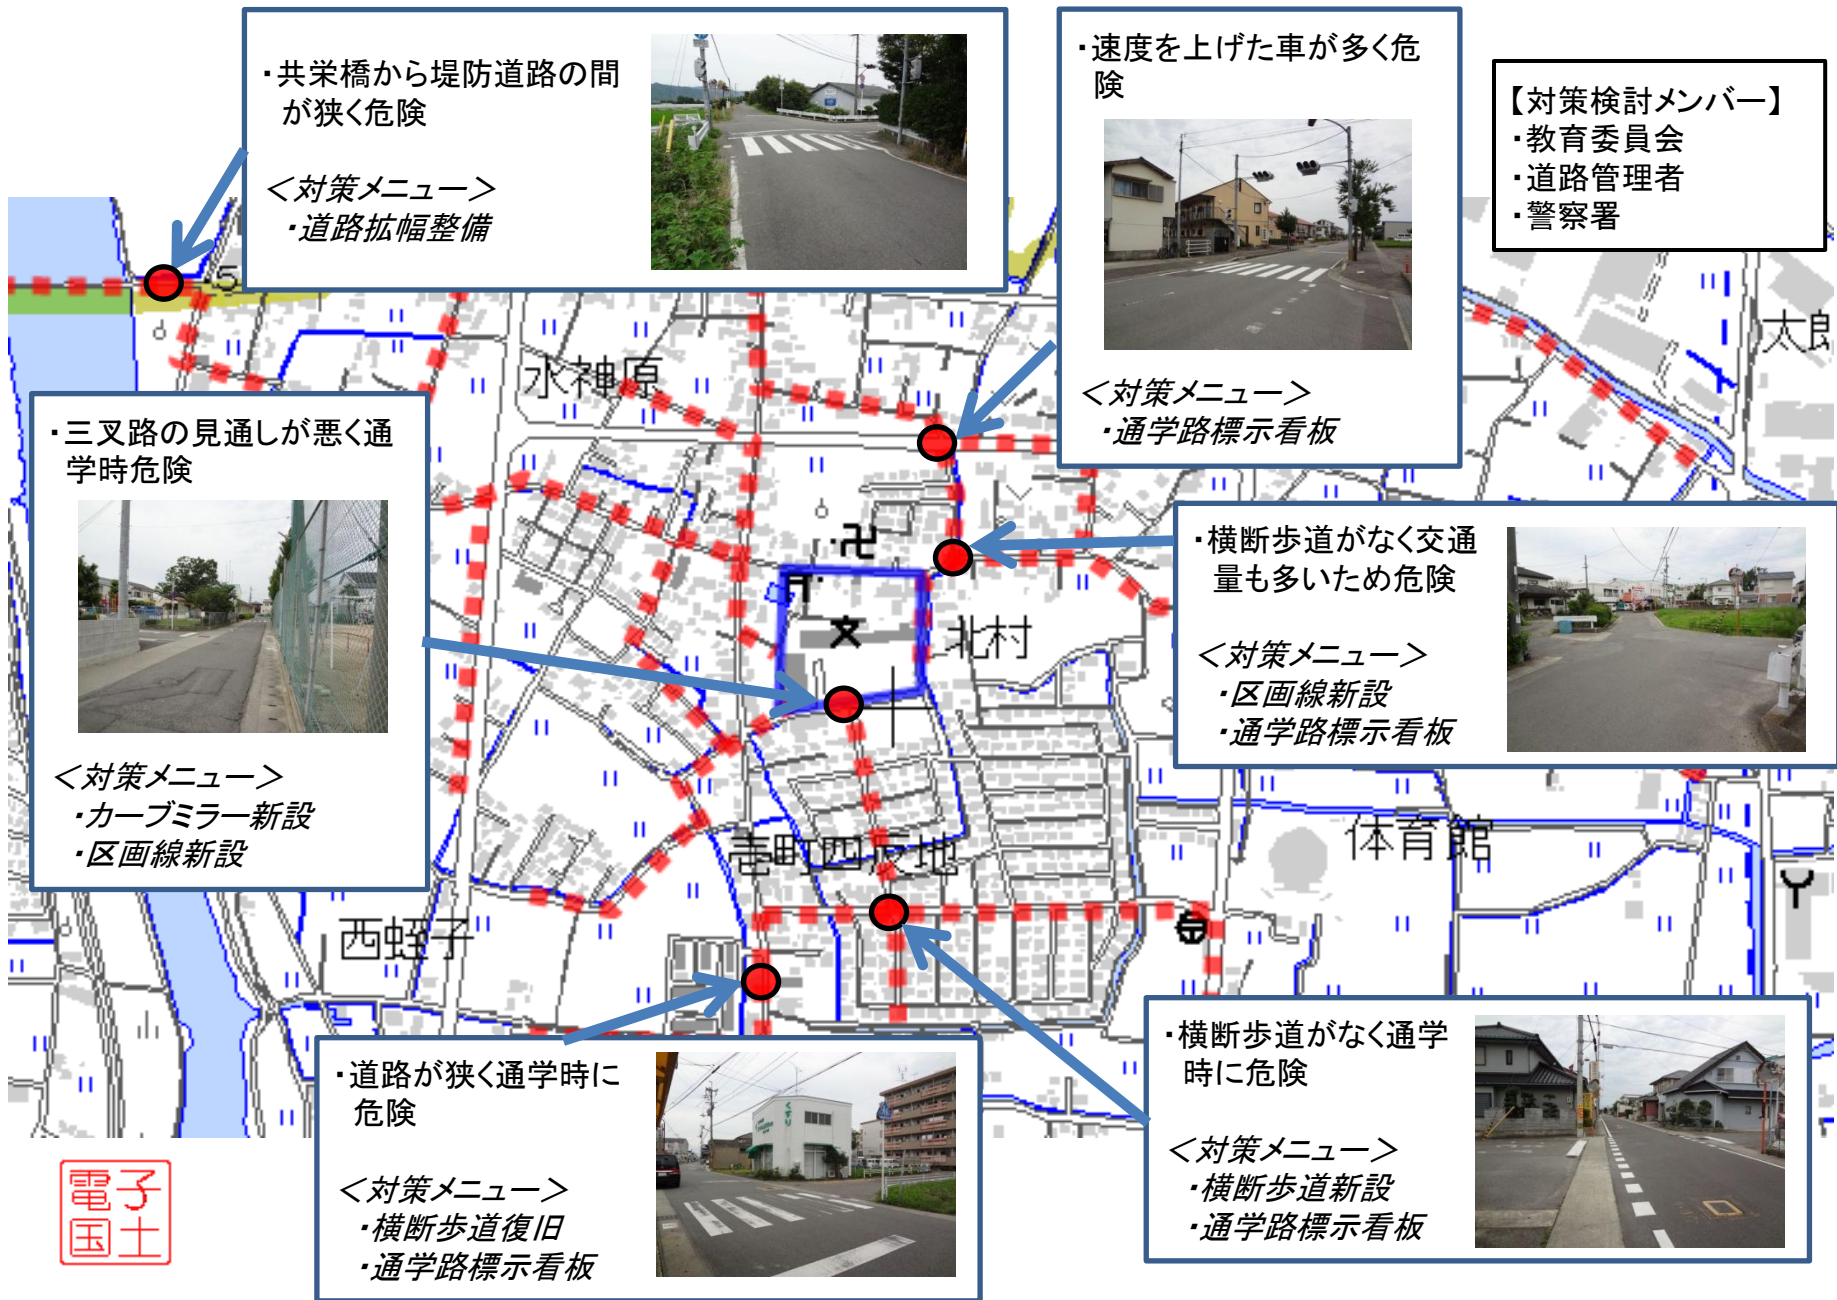 ・共栄橋から堤防道路の間
が狭く危険
＜対策メニュー＞
・道路拡幅整備
・速度を上げた車が多く危
険
＜対策メニュー＞
・通学路標示看板
【対策検討メンバー】
・教育委員会
・道路管理者
・警察署
・三叉路の見通しが悪く通
学時危険
＜対策メニュー＞
・カーブミラー新設
・区画線新設
・横断歩道がなく交通
量も多いため危険
＜対策メニュー＞
・区画線新設
・通学路標示看板
・道路が狭く通学時に
危険
＜対策メニュー＞
・横断歩道復旧
・通学路標示看板
くすり
・横断歩道がなく通学
時に危険
＜対策メニュー＞
・横断歩道新設
・通学路標示看板
5
水神原
太郎
北村
壱町四反地
体育館
西蛭子
電子
国土